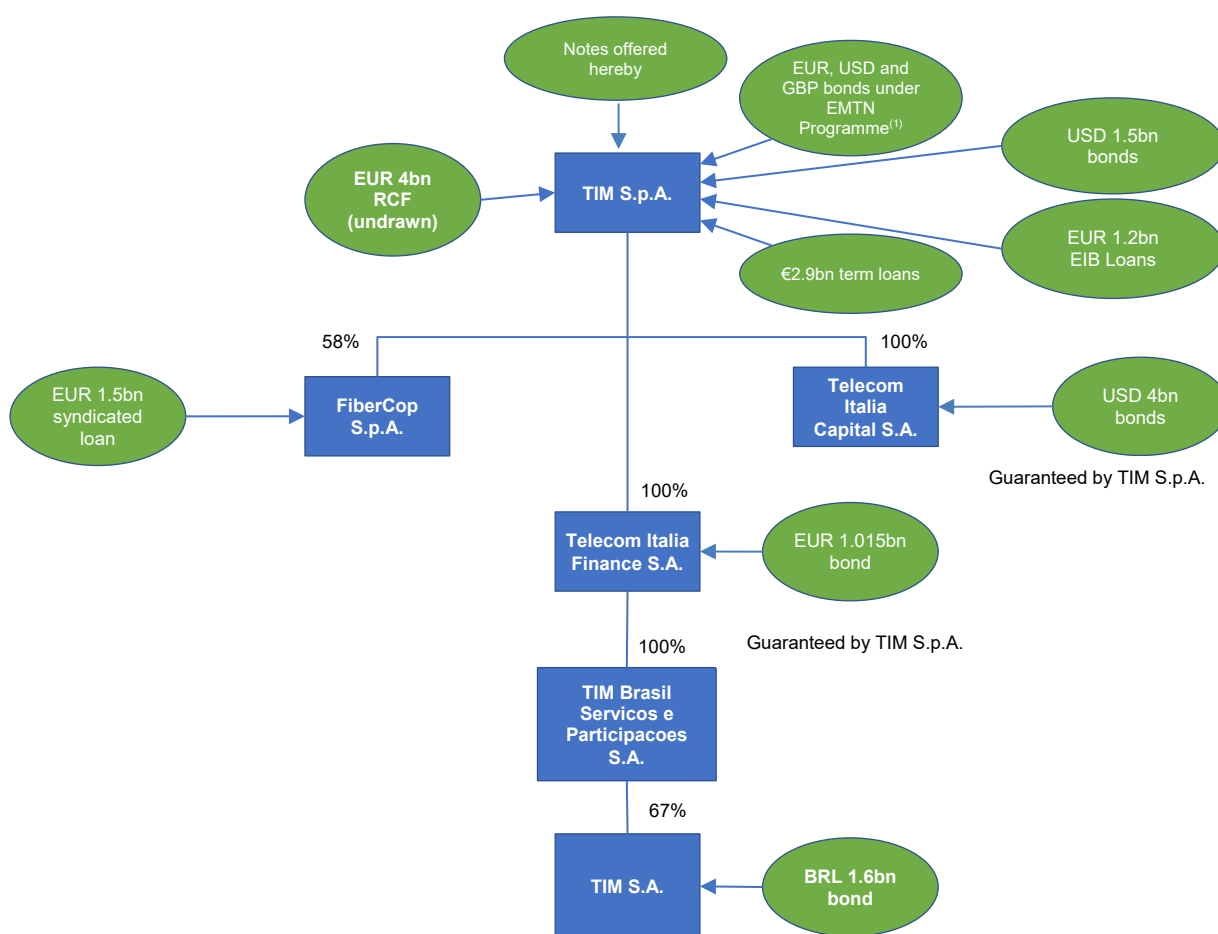 Notes offered
hereby
EUR, USD and
GBP bonds under
EMTN
Programme(1)
USD 1.5bn
bonds
EUR 4bn
RCF
(undrawn)
TIM S.p.A.
EUR 1.2bn
EIB Loans
€2.9bn term loans
58%
100%
EUR 1.5bn
syndicated
loan
FiberCop
S.p.A.
Telecom
Italia
Capital S.A.
USD 4bn
bonds
Guaranteed by TIM S.p.A.
100%
Telecom Italia
Finance S.A.
EUR 1.015bn
bond
Guaranteed by TIM S.p.A.
100%
TIM Brasil
Servicos e
Participacoes
S.A.
67%
TIM S.A.
BRL 1.6bn
bond